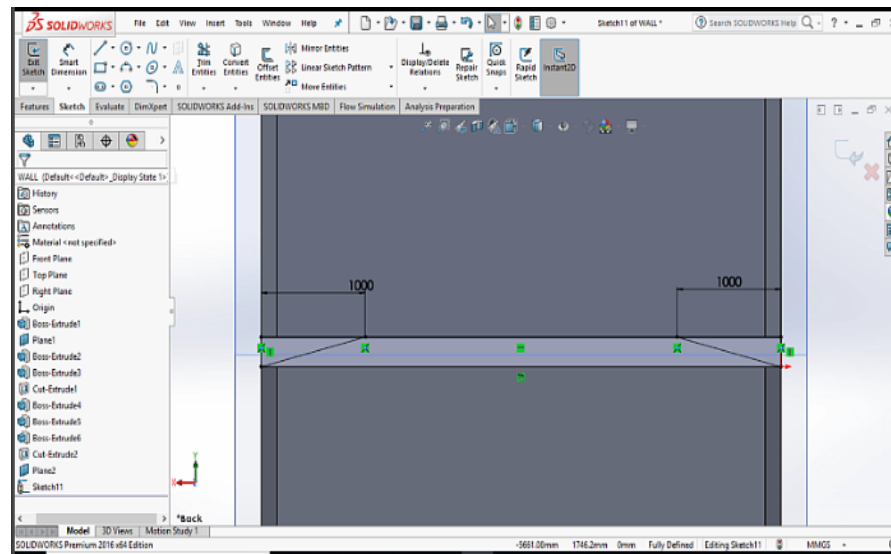 SOLIDWORKS File Edit View Insert Tools Window Help Sketch11 of WALL * Search SOLIDWORKS Help
Exit Sketch
Smart Dimension
Trim Entities
Convert Entities
Offset Entities
Mirror Entities
Linear Sketch Pattern
Move Entities
Display/Delete Relations
Repair Sketch
Quick Snaps
Rapid Sketch
Instant2D
Features Sketch Evaluate DimXpert SOLIDWORKS Add-Ins SOLIDWORKS MBD Flow Simulation Analysis Preparation
WALL (Default<<Default>_Display State 1>)
History
Sensors
Annotations
Material <not specified>
Front Plane
Top Plane
Right Plane
Origin
Boss-Extrude1
Plane1
Boss-Extrude2
Boss-Extrude3
Cut-Extrude1
Boss-Extrude4
Boss-Extrude5
Boss-Extrude6
Cut-Extrude2
Plane2
Sketch11
1000
1000
Y
X
*Back
Model 3D Views Motion Study 1
SOLIDWORKS Premium 2016 x64 Edition -5661.08mm 1746.2mm 0mm Fully Defined Editing Sketch11 MMGS